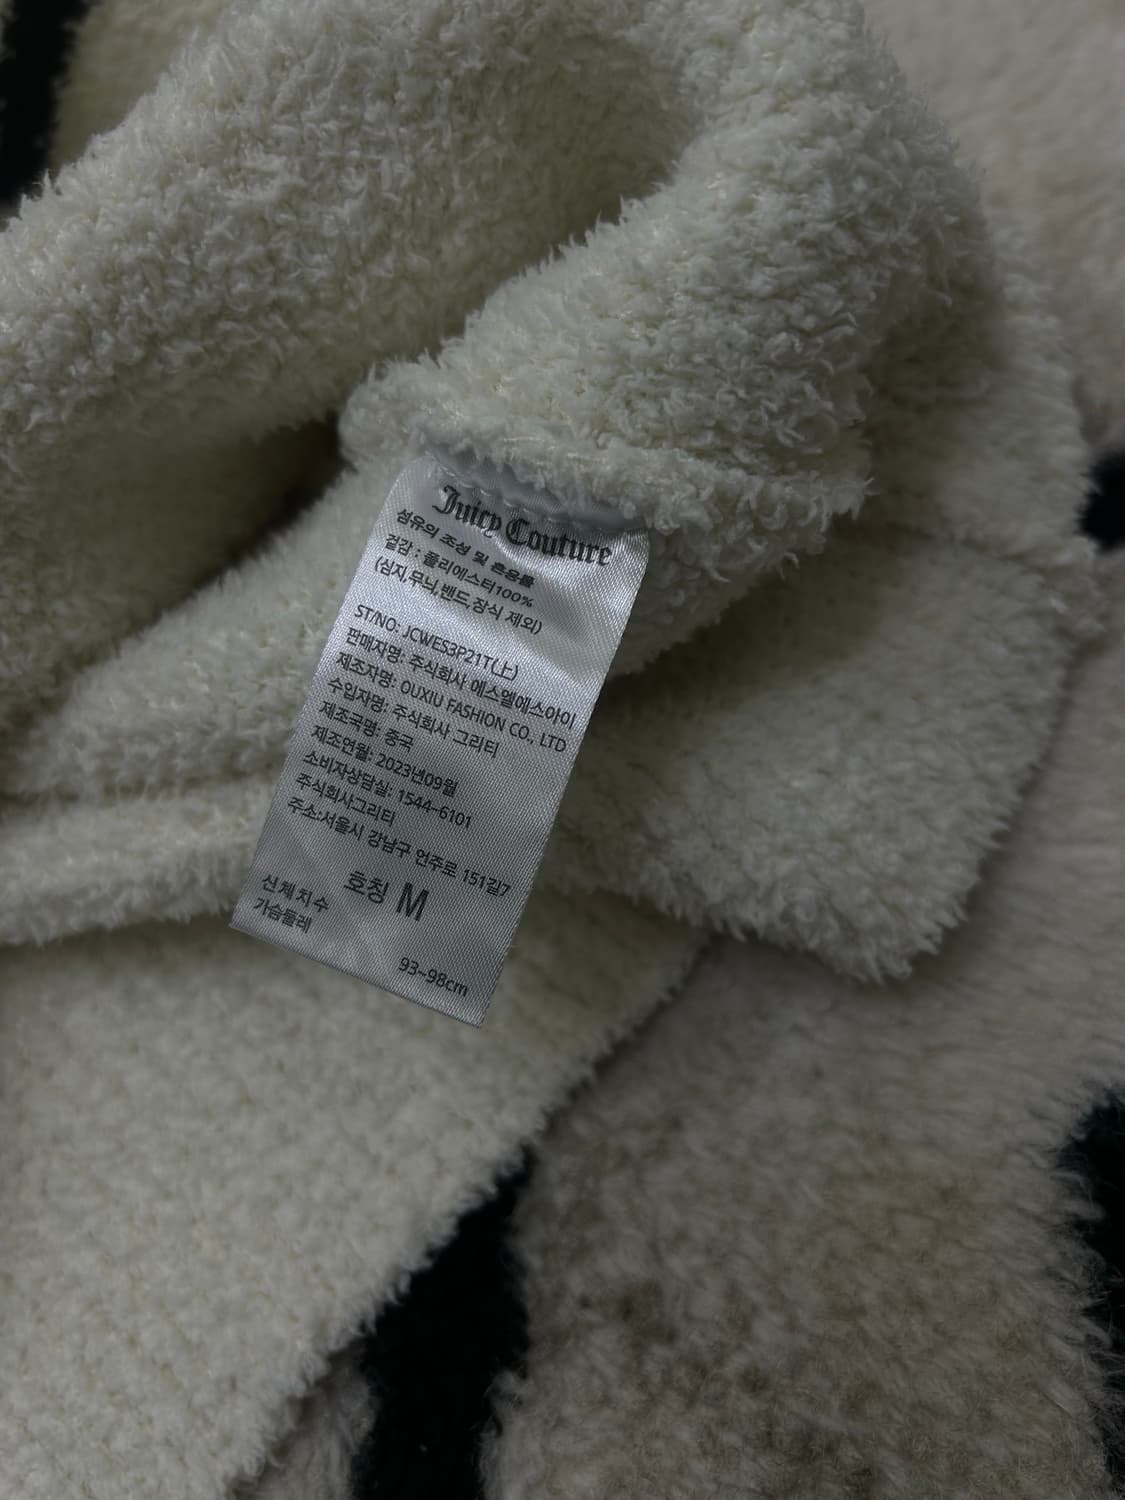 Juicy Couture
섬유의 조성 및 혼용률
겉감 : 폴리에스터100%
(심지,무늬,밴드,장식 제외)
ST/NO: JCWES3P21T(上)
판매자명: 주식회사 에스엘에스아이
제조자명: OUXIU FASHION CO., LTD
수입자명: 주식회사 그리티
제조국명: 중국
제조연월: 2023년09월
소비자상담실: 1544-6101
주식회사그리티
주소:서울시 강남구 언주로 151길7
호칭 M
신체치수
가슴둘레
93~98cm